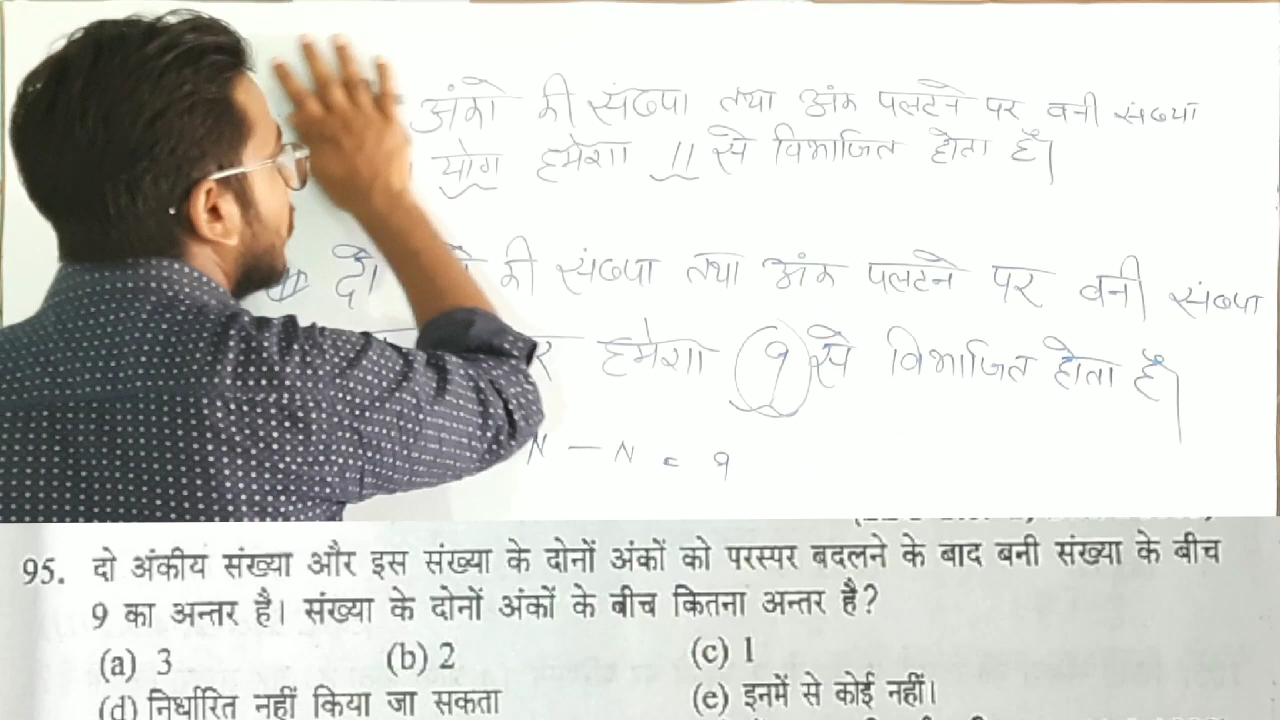 अंको की संख्या तथा अंक पलटने पर बनी संख्या
योग हमेशा 11 से विभाजित होता है।
दो की संख्या तथा अंक पलटने पर बनी संख्या
हमेशा 9 से विभाजित होता है।
N - N = 9
95. दो अंकीय संख्या और इस संख्या के दोनों अंकों को परस्पर बदलने के बाद बनी संख्या के बीच
9 का अन्तर है। संख्या के दोनों अंकों के बीच कितना अन्तर है?
(a) 3 (b) 2 (c) 1
(d) निर्धारित नहीं किया जा सकता (e) इनमें से कोई नहीं।